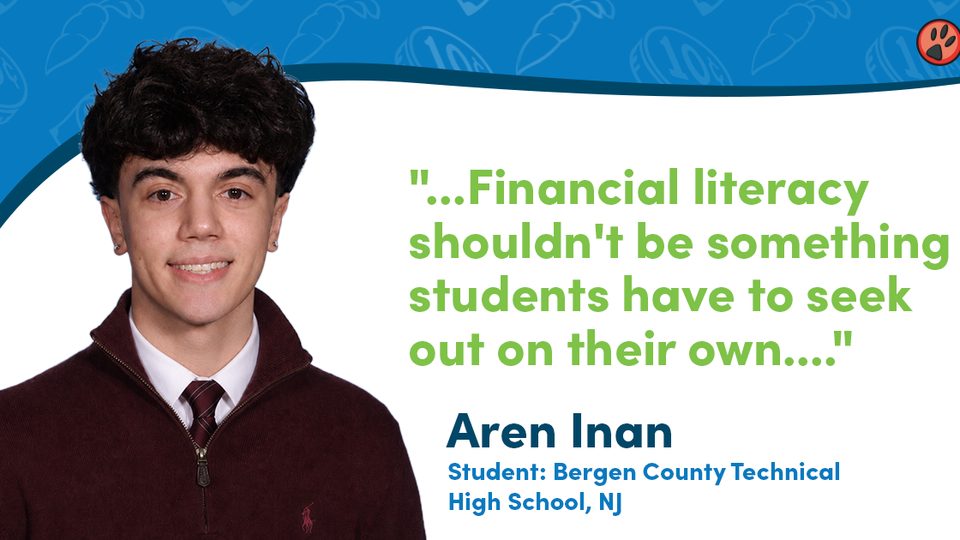 "...Financial literacy
shouldn't be something
students have to seek
out on their own...."
Aren Inan
Student: Bergen County Technical
High School, NJ